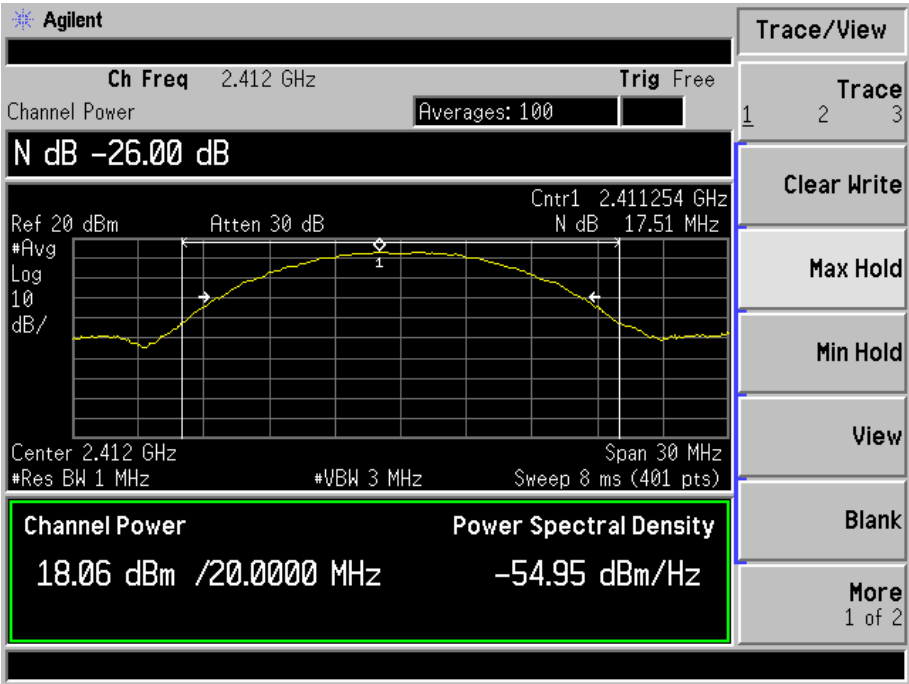 Agilent
Trace/View
Ch Freq 2.412 GHz Trig Free
Channel Power Averages: 100
Trace
1 2 3
N dB -26.00 dB
Clear Write
Cntr1 2.411254 GHz
Ref 20 dBm Atten 30 dB N dB 17.51 MHz
#Avg
Log
10
dB/
1
Max Hold
Min Hold
View
Center 2.412 GHz Span 30 MHz
#Res BW 1 MHz #VBW 3 MHz Sweep 8 ms (401 pts)
Channel Power Power Spectral Density
18.06 dBm /20.0000 MHz -54.95 dBm/Hz
Blank
More
1 of 2